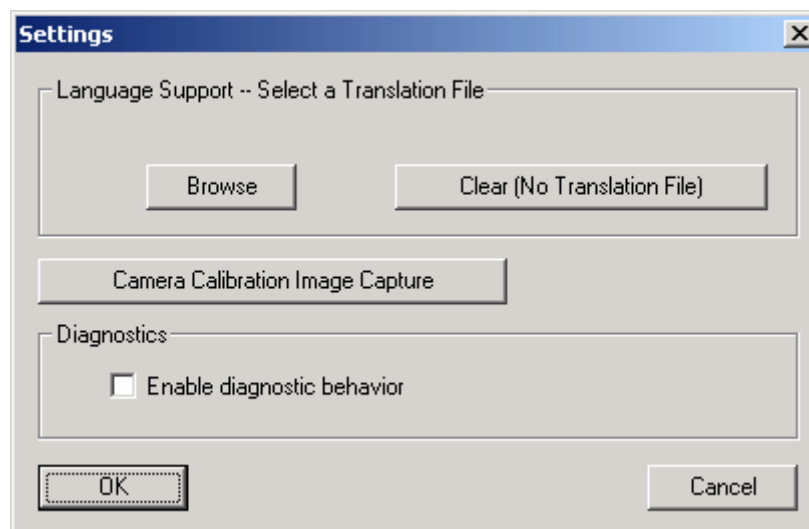 Settings
Language Support -- Select a Translation File
Browse
Clear (No Translation File)
Camera Calibration Image Capture
Diagnostics
Enable diagnostic behavior
OK
Cancel